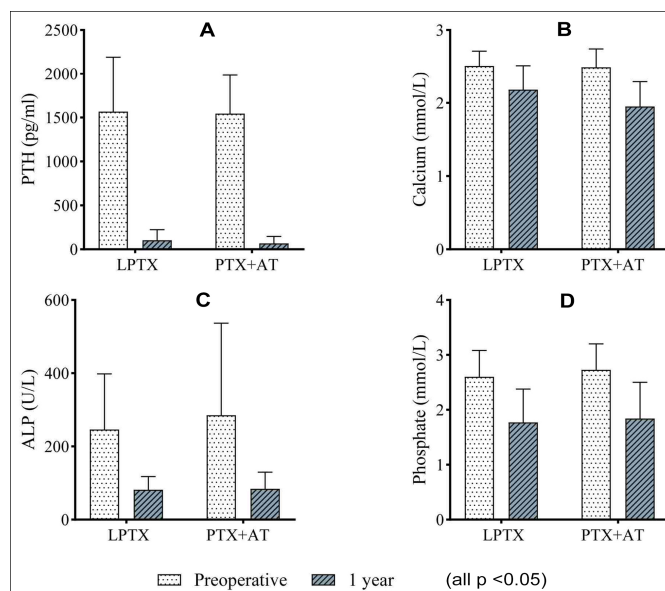 A
PTH (pg/ml)
2500
2000
1500
1000
500
0
LPTX
PTX+AT
B
Calcium (mmol/L)
3
2
1
0
LPTX
PTX+AT
C
ALP (U/L)
600
400
200
0
LPTX
PTX+AT
D
Phosphate (mmol/L)
4
3
2
1
0
LPTX
PTX+AT
Preoperative 1 year (all p <0.05)